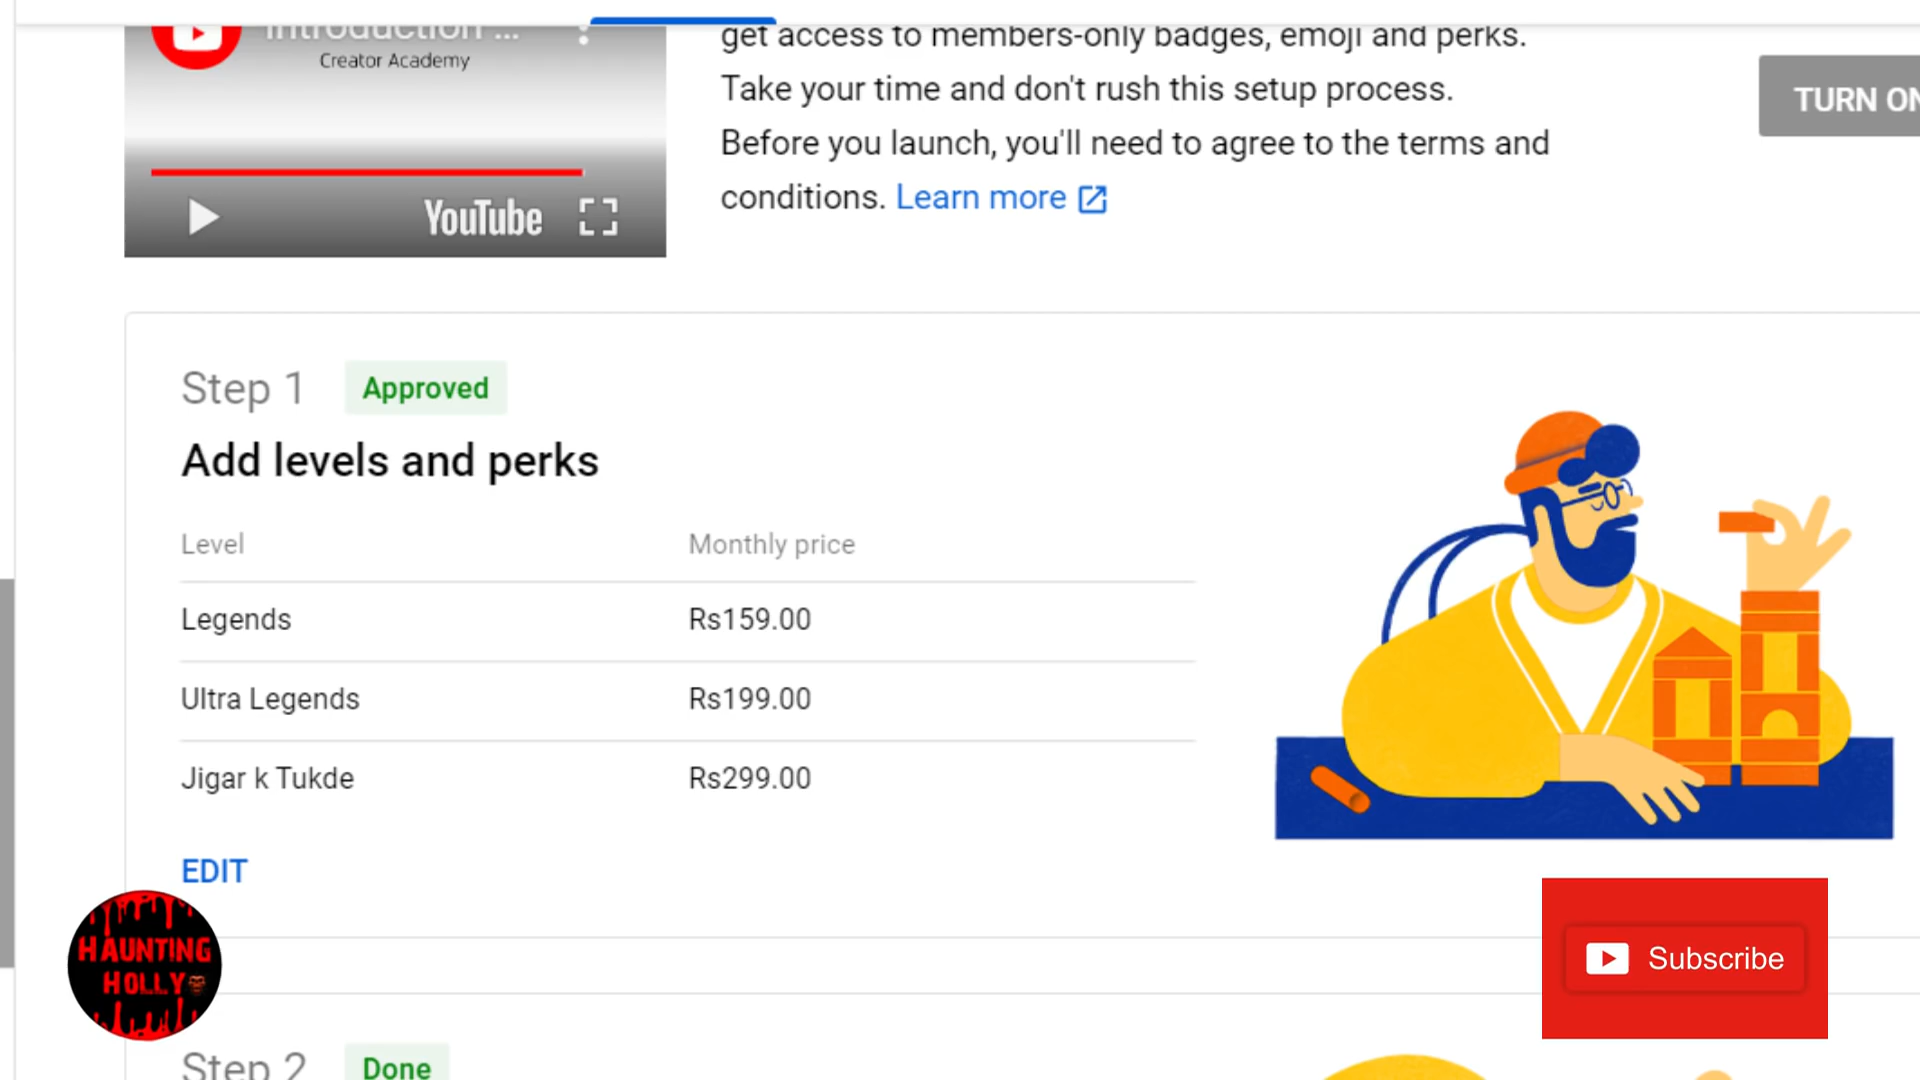 Introduction ...
Creator Academy
YouTube
get access to members-only badges, emoji and perks.
Take your time and don't rush this setup process.
Before you launch, you'll need to agree to the terms and
conditions. Learn more
TURN ON
Step 1 Approved
Add levels and perks
Level Monthly price
Legends Rs159.00
Ultra Legends Rs199.00
Jigar k Tukde Rs299.00
EDIT
HAUNTING
HOLLY
Subscribe
Step 2 Done